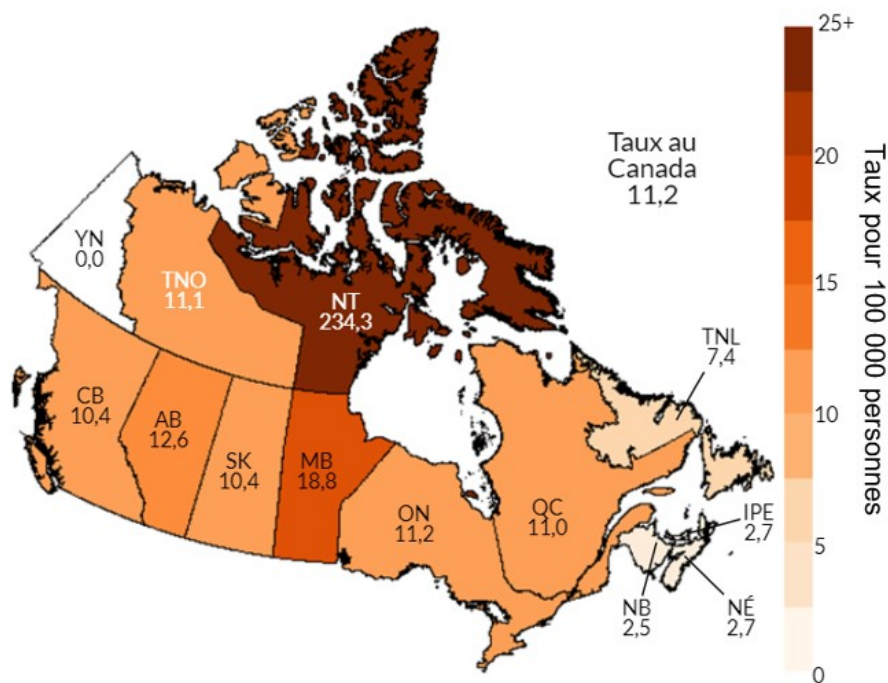 25+
Taux au
Canada
11,2
20
YN
0,0
TNO
11,1
NT
234,3
15
TNL
7,4
CB
10,4
AB
12,6
SK
10,4
MB
18,8
10
ON
11,2
QC
11,0
IPE
2,7
5
NB
2,5
NÉ
2,7
0
Taux pour 100 000 personnes